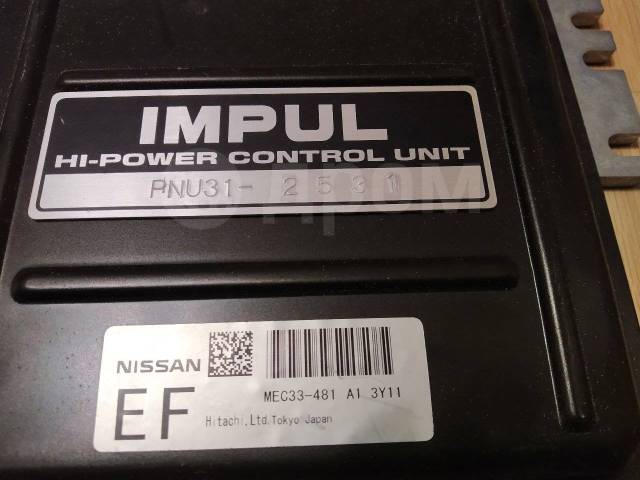 IMPUL
HI-POWER CONTROL UNIT
PNU31- 2531
NISSAN
EF
MEC33-481 A1 3Y11
Hitachi,Ltd.Tokyo Japan